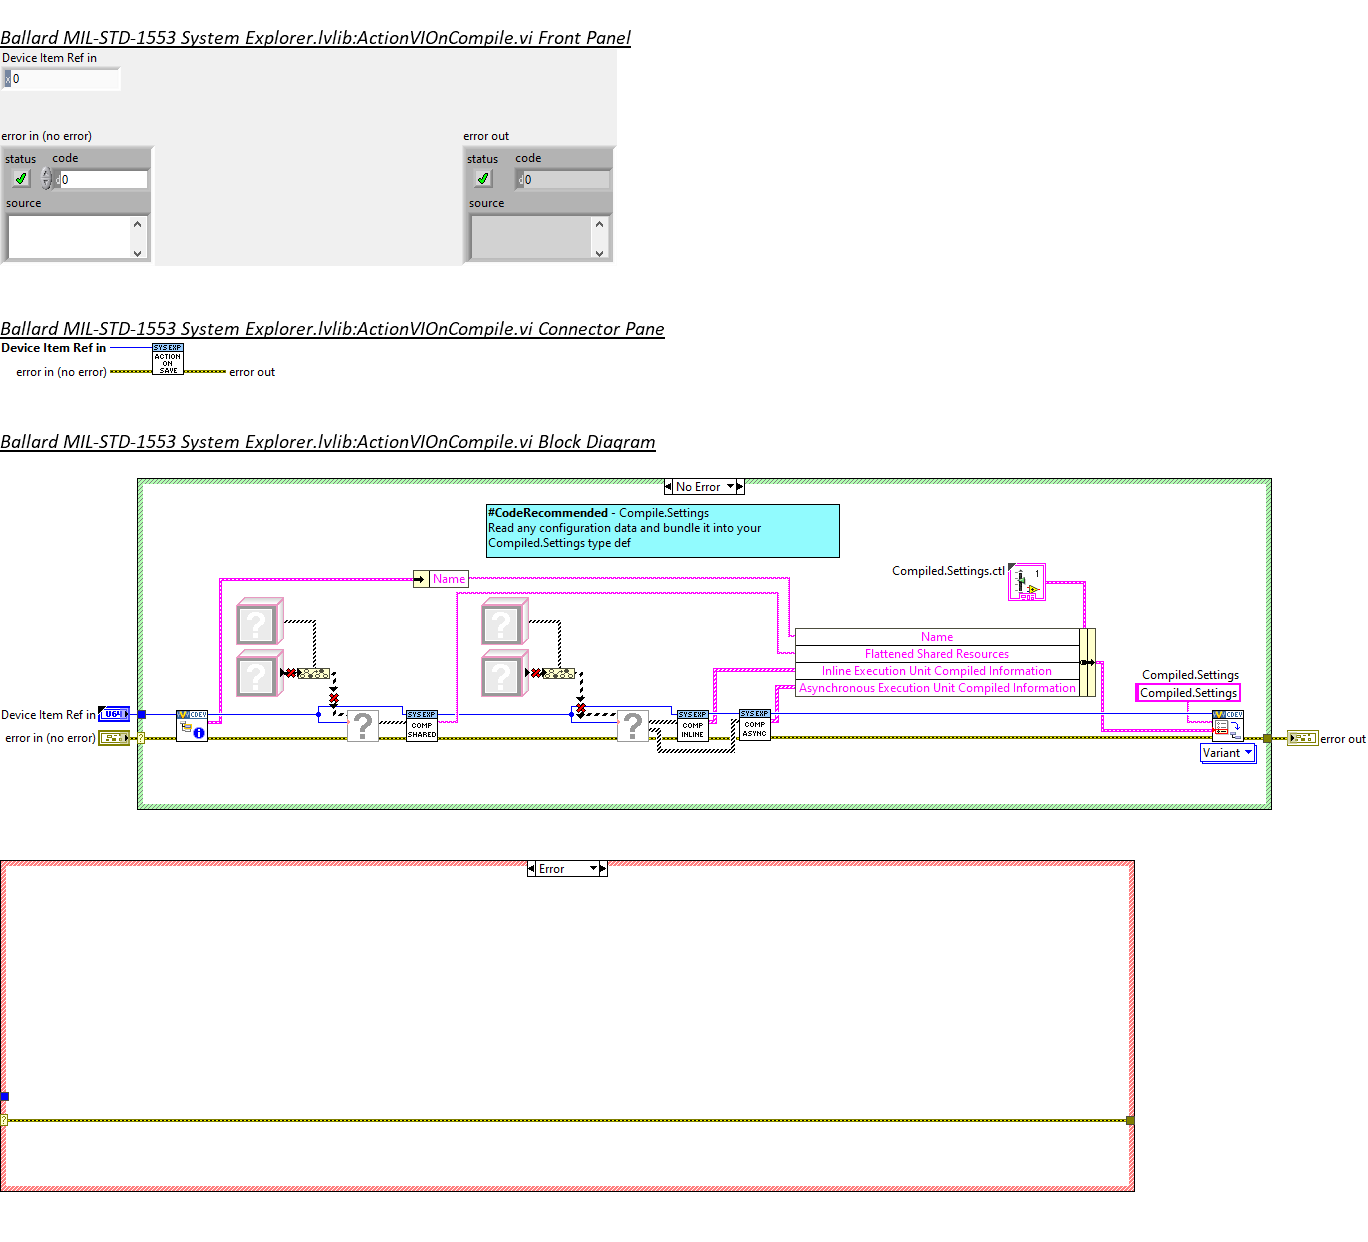 Ballard MIL-STD-1553 System Explorer.lvlib:ActionVIOnCompile.vi Front Panel
Device Item Ref in
x 0
error in (no error)
error out
status code
status code
d 0
d 0
source
source
Ballard MIL-STD-1553 System Explorer.lvlib:ActionVIOnCompile.vi Connector Pane
Device Item Ref in
SYS EXP
ACTION
ON
SAVE
error in (no error)
error out
Ballard MIL-STD-1553 System Explorer.lvlib:ActionVIOnCompile.vi Block Diagram
No Error
#CodeRecommended - Compile.Settings
Read any configuration data and bundle it into your
Compiled.Settings type def
Name
Compiled.Settings.ctl
1
?
?
?
?
Name
Flattened Shared Resources
Inline Execution Unit Compiled Information
Asynchronous Execution Unit Compiled Information
Compiled.Settings
Compiled.Settings
Device Item Ref in
U64
CDEV
?
SYS EXP
COMP
SHARED
?
SYS EXP
COMP
INLINE
SYS EXP
COMP
ASYNC
CDEV
error in (no error)
?
error out
Variant
Error
?